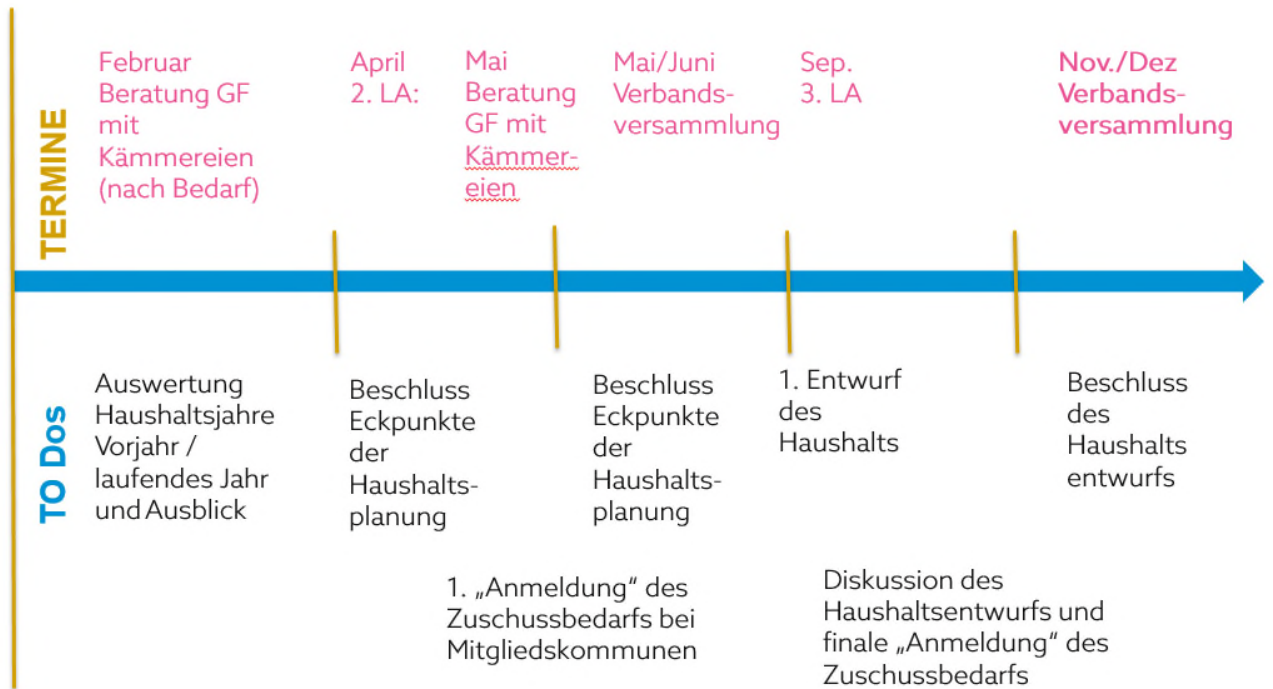 TERMINE
Februar
Beratung GF
mit
Kämmereien
(nach Bedarf)
April
2. LA:
Mai
Beratung
GF mit
Kämmer-
eien
Mai/Juni
Verbands-
versammlung
Sep.
3. LA
Nov./Dez
Verbands-
versammlung
TO Dos
Auswertung
Haushaltsjahre
Vorjahr /
laufendes Jahr
und Ausblick
Beschluss
Eckpunkte
der
Haushalts-
planung
Beschluss
Eckpunkte
der
Haushalts-
planung
1. Entwurf
des
Haushalts
Beschluss
des
Haushalts
entwurfs
1. „Anmeldung“ des
Zuschussbedarfs bei
Mitgliedskommunen
Diskussion des
Haushaltsentwurfs und
finale „Anmeldung“ des
Zuschussbedarfs